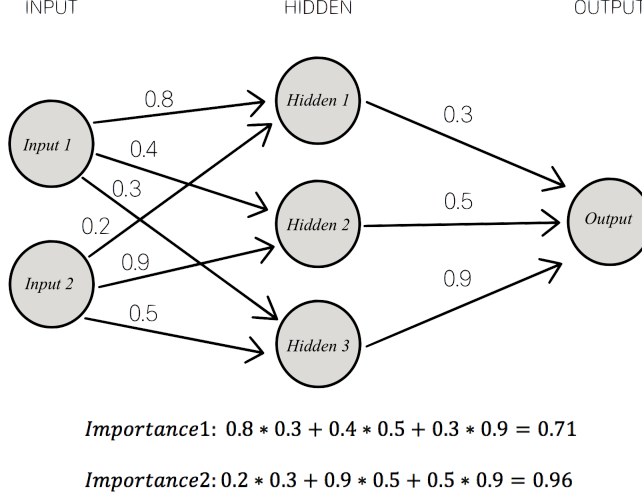 INPUT HIDDEN OUTPUT
0.8
Hidden 1
0.3
Input 1
0.4
0.3
0.5
Hidden 2
Output
0.2
0.9
Input 2
0.9
0.5
Hidden 3
Importance1: 0.8 * 0.3 + 0.4 * 0.5 + 0.3 * 0.9 = 0.71
Importance2: 0.2 * 0.3 + 0.9 * 0.5 + 0.5 * 0.9 = 0.96